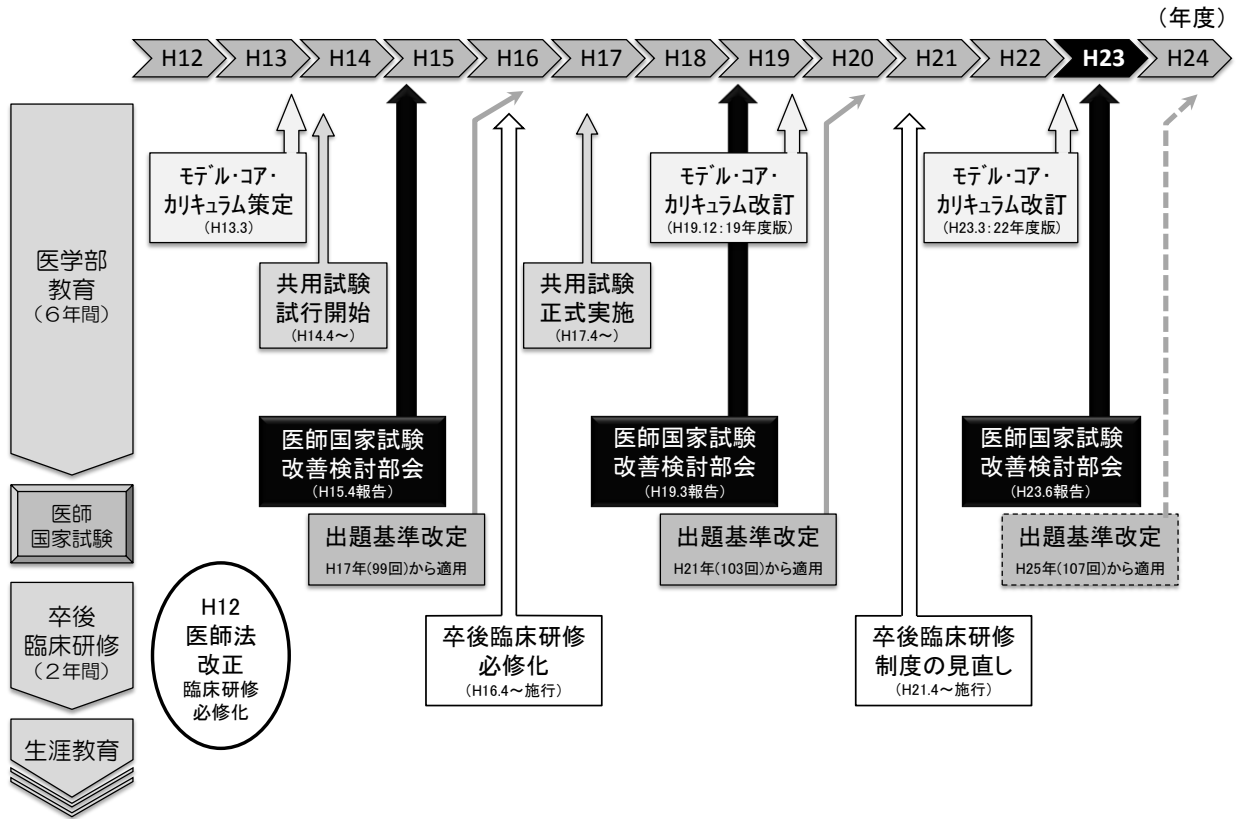 (年度)
H12
H13
H14
H15
H16
H17
H18
H19
H20
H21
H22
H23
H24
医学部
教育
(6年間)
医師
国家試験
卒後
臨床研修
(2年間)
生涯教育
モデル・コア・
カリキュラム策定
(H13.3)
共用試験
試行開始
(H14.4~)
医師国家試験
改善検討部会
(H15.4報告)
出題基準改定
H17年(99回)から適用
H12
医師法
改正
臨床研修
必修化
卒後臨床研修
必修化
(H16.4~施行)
共用試験
正式実施
(H17.4~)
モデル・コア・
カリキュラム改訂
(H19.12:19年度版)
医師国家試験
改善検討部会
(H19.3報告)
出題基準改定
H21年(103回)から適用
卒後臨床研修
制度の見直し
(H21.4~施行)
モデル・コア・
カリキュラム改訂
(H23.3:22年度版)
医師国家試験
改善検討部会
(H23.6報告)
出題基準改定
H25年(107回)から適用